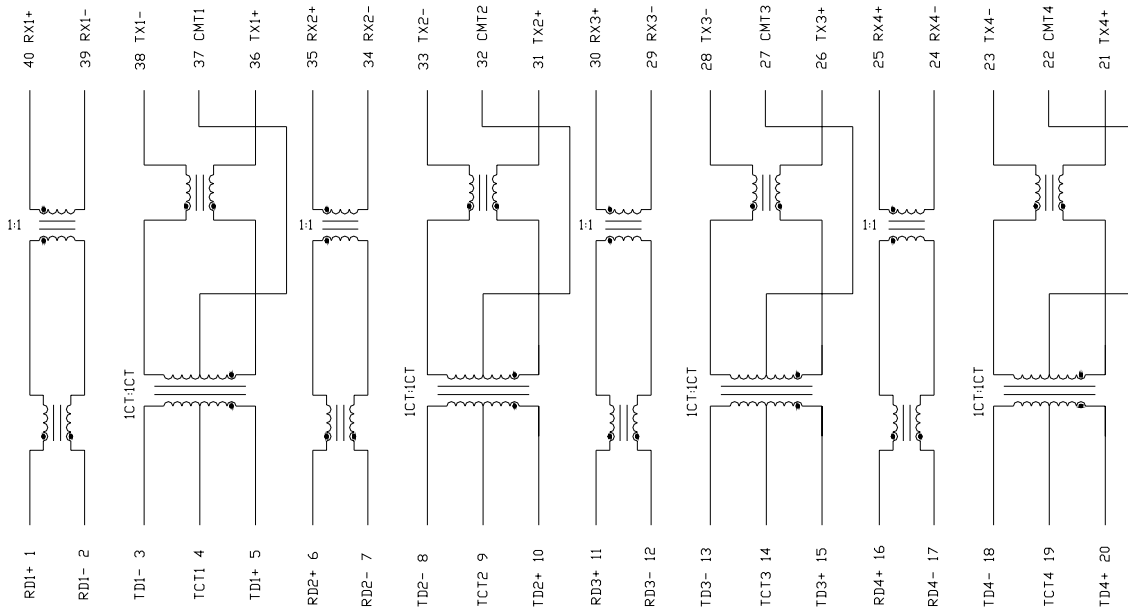 40 RX1+
39 RX1-
38 TX1-
37 CMT1
36 TX1+
35 RX2+
34 RX2-
33 TX2-
32 CMT2
31 TX2+
30 RX3+
29 RX3-
28 TX3-
27 CMT3
26 TX3+
25 RX4+
24 RX4-
23 TX4-
22 CMT4
21 TX4+
1:1
1:1
1:1
1:1
1CT:1CT
1CT:1CT
1CT:1CT
1CT:1CT
RD1+ 1
RD1- 2
TD1- 3
TCT1 4
TD1+ 5
RD2+ 6
RD2- 7
TD2- 8
TCT2 9
TD2+ 10
RD3+ 11
RD3- 12
TD3- 13
TCT3 14
TD3+ 15
RD4+ 16
RD4- 17
TD4- 18
TCT4 19
TD4+ 20